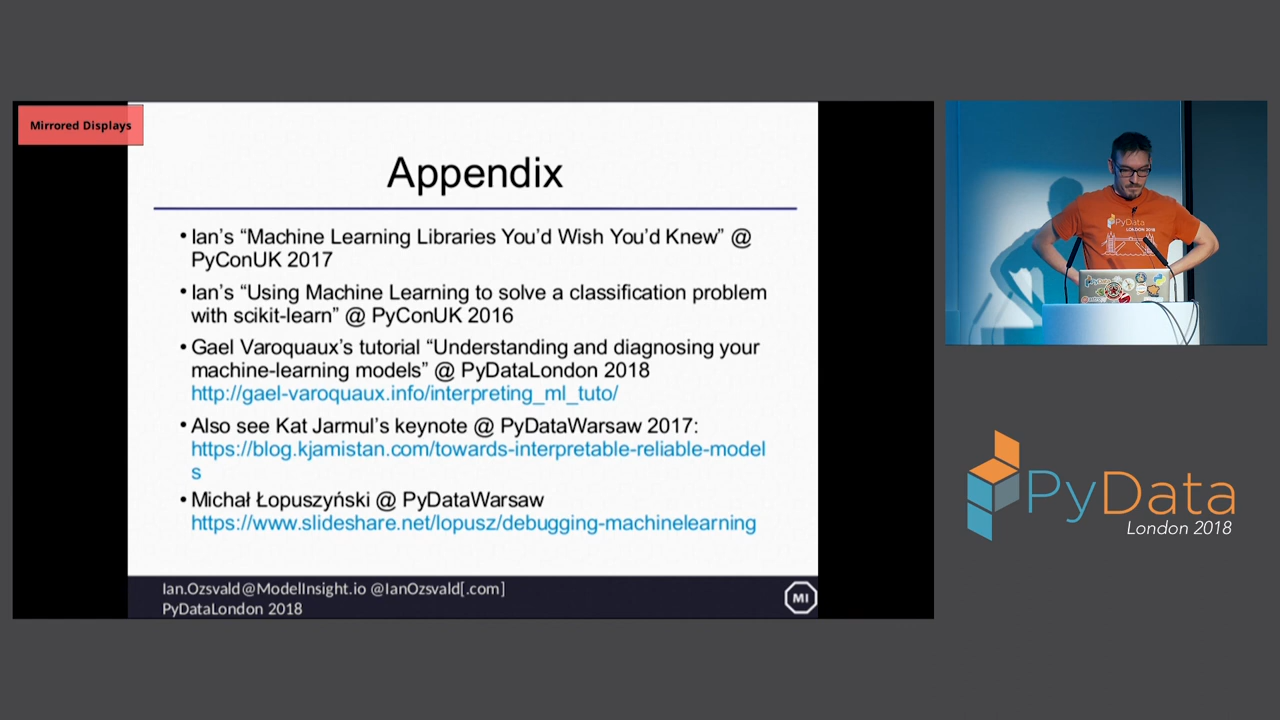 Mirrored Displays
Appendix
•Ian's “Machine Learning Libraries You'd Wish You'd Knew” @
PyConUK 2017
•Ian's “Using Machine Learning to solve a classification problem
with scikit-learn” @ PyConUK 2016
•Gael Varoquaux's tutorial “Understanding and diagnosing your
machine-learning models” @ PyDataLondon 2018
http://gael-varoquaux.info/interpreting_ml_tuto/
•Also see Kat Jarmul's keynote @ PyDataWarsaw 2017:
https://blog.kjamistan.com/towards-interpretable-reliable-model
s
•Michał Łopuszyński @ PyDataWarsaw
https://www.slideshare.net/lopusz/debugging-machinelearning
Ian.Ozsvald@ModelInsight.io @IanOzsvald[.com]
PyDataLondon 2018
MI
PyData
LONDON 2018
PyData
London 2018